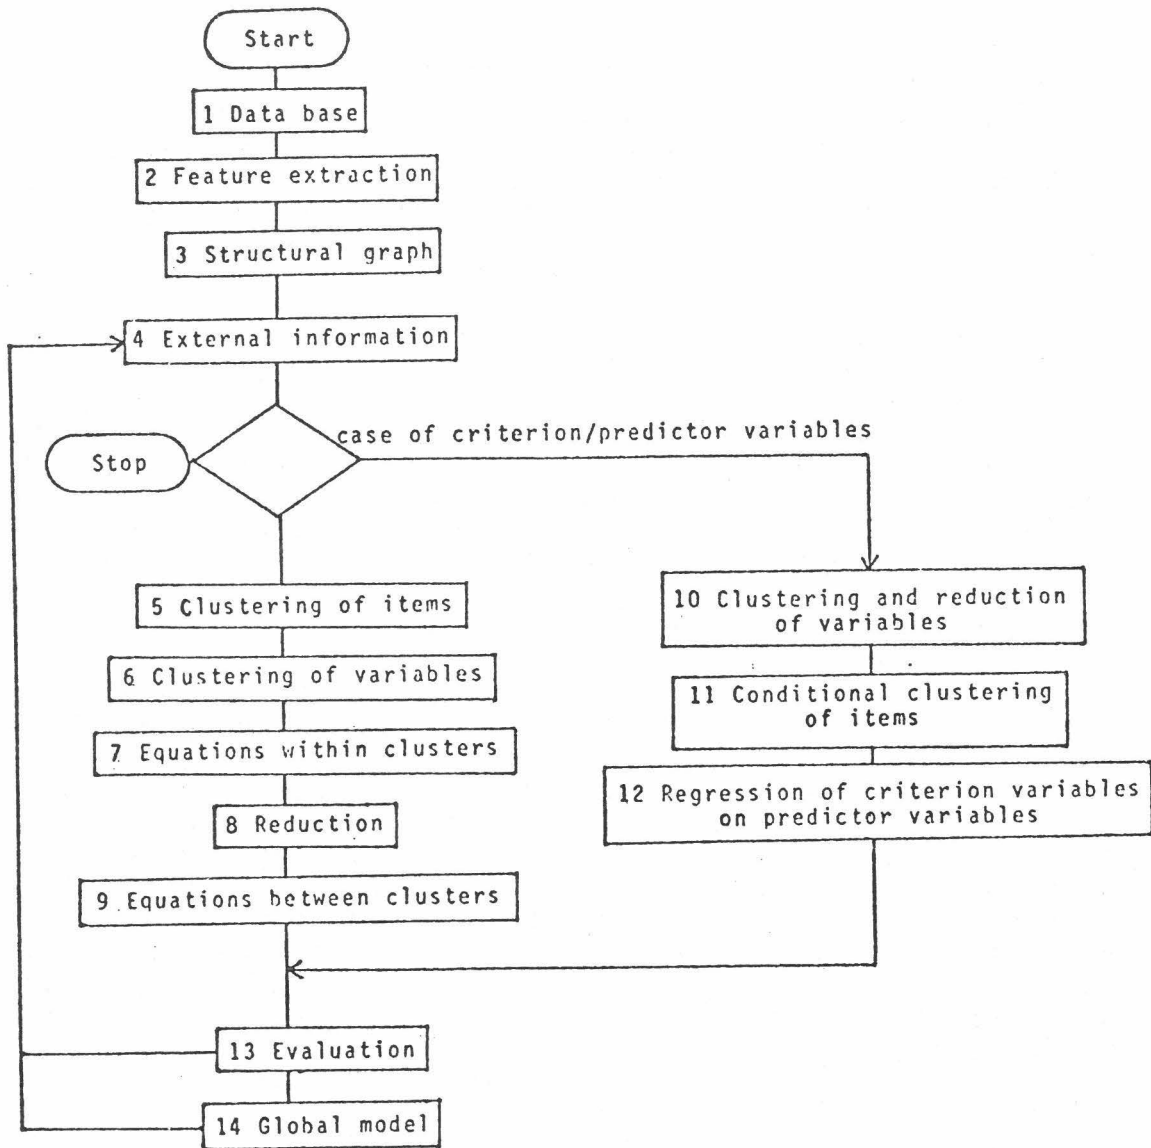 Start
1 Data base
2 Feature extraction
3 Structural graph
4 External information
case of criterion/predictor variables
Stop
5 Clustering of items
6 Clustering of variables
7 Equations within clusters
8 Reduction
9 Equations between clusters
10 Clustering and reduction
of variables
11 Conditional clustering
of items
12 Regression of criterion variables
on predictor variables
13 Evaluation
14 Global model